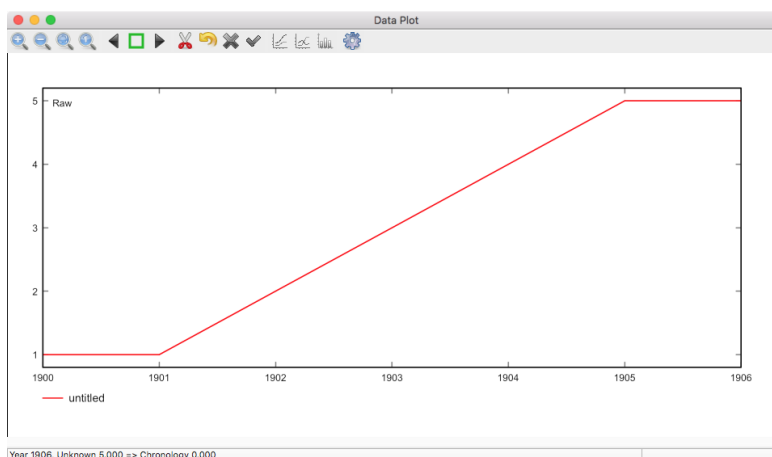 Data Plot
Raw
5
4
3
2
1
1900 1901 1902 1903 1904 1905 1906
untitled
Year 1906, Unknown 5.000 => Chronology 0.000